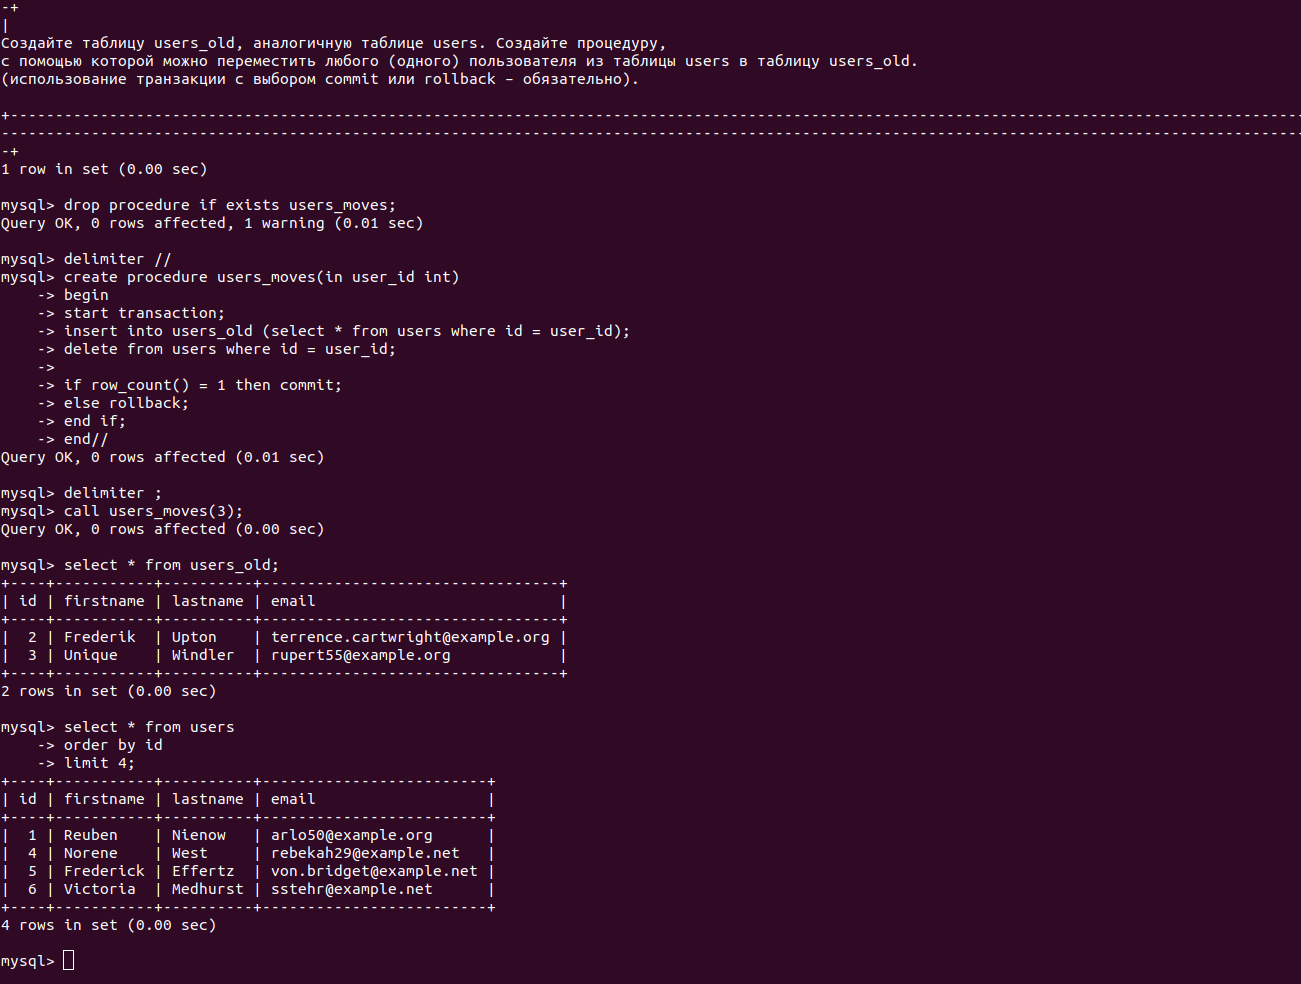 -+
|
Создайте таблицу users_old, аналогичную таблице users. Создайте процедуру,
с помощью которой можно переместить любого (одного) пользователя из таблицы users в таблицу users_old.
(использование транзакции с выбором commit или rollback – обязательно).
+------------------------------------------------------------------------------------------------------------------------------------------------
-------------------------------------------------------------------------------------------------------------------------------------------------
-+
1 row in set (0.00 sec)
mysql> drop procedure if exists users_moves;
Query OK, 0 rows affected, 1 warning (0.01 sec)
mysql> delimiter //
mysql> create procedure users_moves(in user_id int)
    -> begin
    -> start transaction;
    -> insert into users_old (select * from users where id = user_id);
    -> delete from users where id = user_id;
    ->
    -> if row_count() = 1 then commit;
    -> else rollback;
    -> end if;
    -> end//
Query OK, 0 rows affected (0.01 sec)
mysql> delimiter ;
mysql> call users_moves(3);
Query OK, 0 rows affected (0.00 sec)
mysql> select * from users_old;
+----+-----------+----------+---------------------------------+
| id | firstname | lastname | email                           |
+----+-----------+----------+---------------------------------+
|  2 | Frederik  | Upton    | terrence.cartwright@example.org |
|  3 | Unique    | Windler  | rupert55@example.org            |
+----+-----------+----------+---------------------------------+
2 rows in set (0.00 sec)
mysql> select * from users
    -> order by id
    -> limit 4;
+----+-----------+----------+-------------------------+
| id | firstname | lastname | email                   |
+----+-----------+----------+-------------------------+
|  1 | Reuben    | Nienow   | arlo50@example.org      |
|  4 | Norene    | West     | rebekah29@example.net   |
|  5 | Frederick | Effertz  | von.bridget@example.net |
|  6 | Victoria  | Medhurst | sstehr@example.net      |
+----+-----------+----------+-------------------------+
4 rows in set (0.00 sec)
mysql>